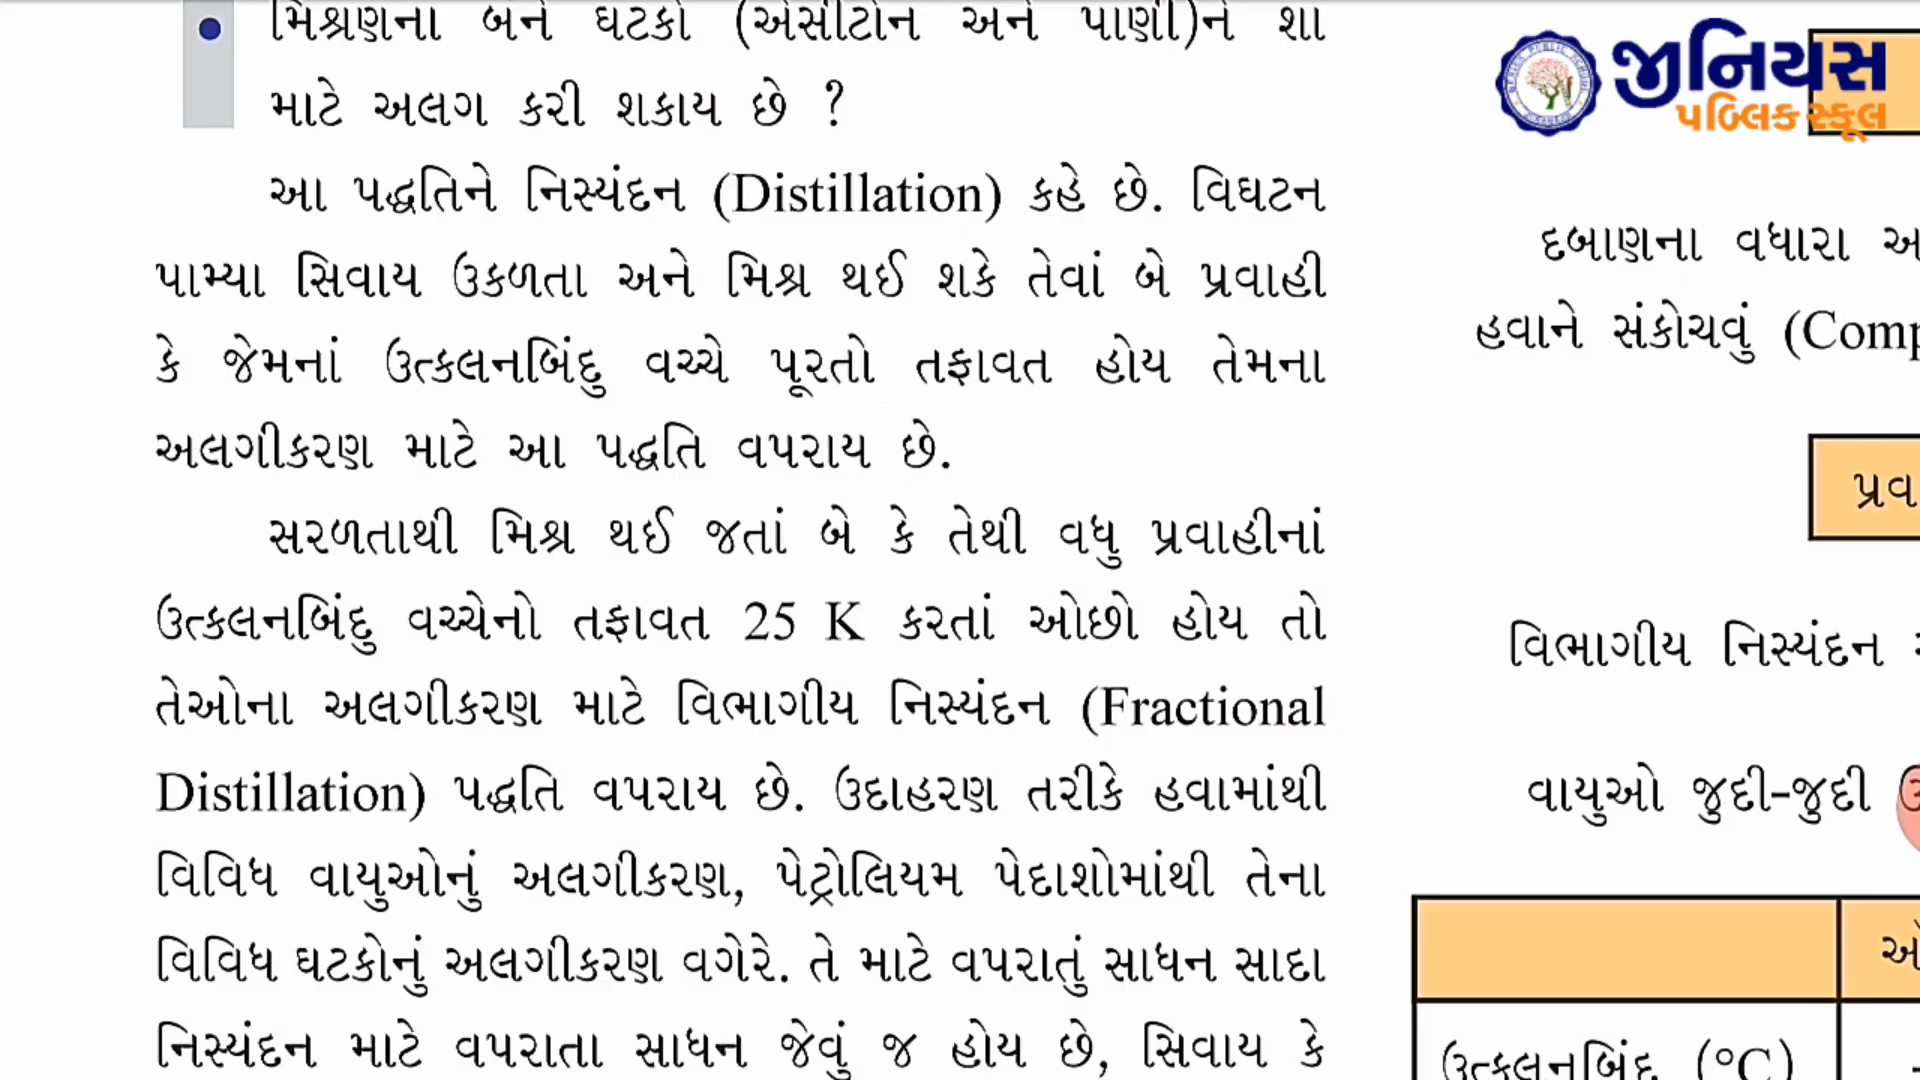 મિશ્રણના બંને ઘટકો (એસીટોન અને પાણી)ને શા
માટે અલગ કરી શકાય છે ?
આ પદ્ધતિને નિસ્યંદન (Distillation) કહે છે. વિઘટન
પામ્યા સિવાય ઉકળતા અને મિશ્ર થઈ શકે તેવાં બે પ્રવાહી
કે જેમનાં ઉત્કલનબિંદુ વચ્ચે પૂરતો તફાવત હોય તેમના
અલગીકરણ માટે આ પદ્ધતિ વપરાય છે.
સરળતાથી મિશ્ર થઈ જતાં બે કે તેથી વધુ પ્રવાહીનાં
ઉત્કલનબિંદુ વચ્ચેનો તફાવત 25 K કરતાં ઓછો હોય તો
તેઓના અલગીકરણ માટે વિભાગીય નિસ્યંદન (Fractional
Distillation) પદ્ધતિ વપરાય છે. ઉદાહરણ તરીકે હવામાંથી
વિવિધ વાયુઓનું અલગીકરણ, પેટ્રોલિયમ પેદાશોમાંથી તેના
વિવિધ ઘટકોનું અલગીકરણ વગેરે. તે માટે વપરાતું સાધન સાદા
નિસ્યંદન માટે વપરાતા સાધન જેવું જ હોય છે, સિવાય કે
જીનિયસ
પબ્લિક સ્કૂલ
દબાણના વધારા
હવાને સંકોચવું (Comp
પ્રવ
વિભાગીય નિસ્યંદન
વાયુઓ જુદી-જુદી
ઉત્કલનબિંદુ (°C)